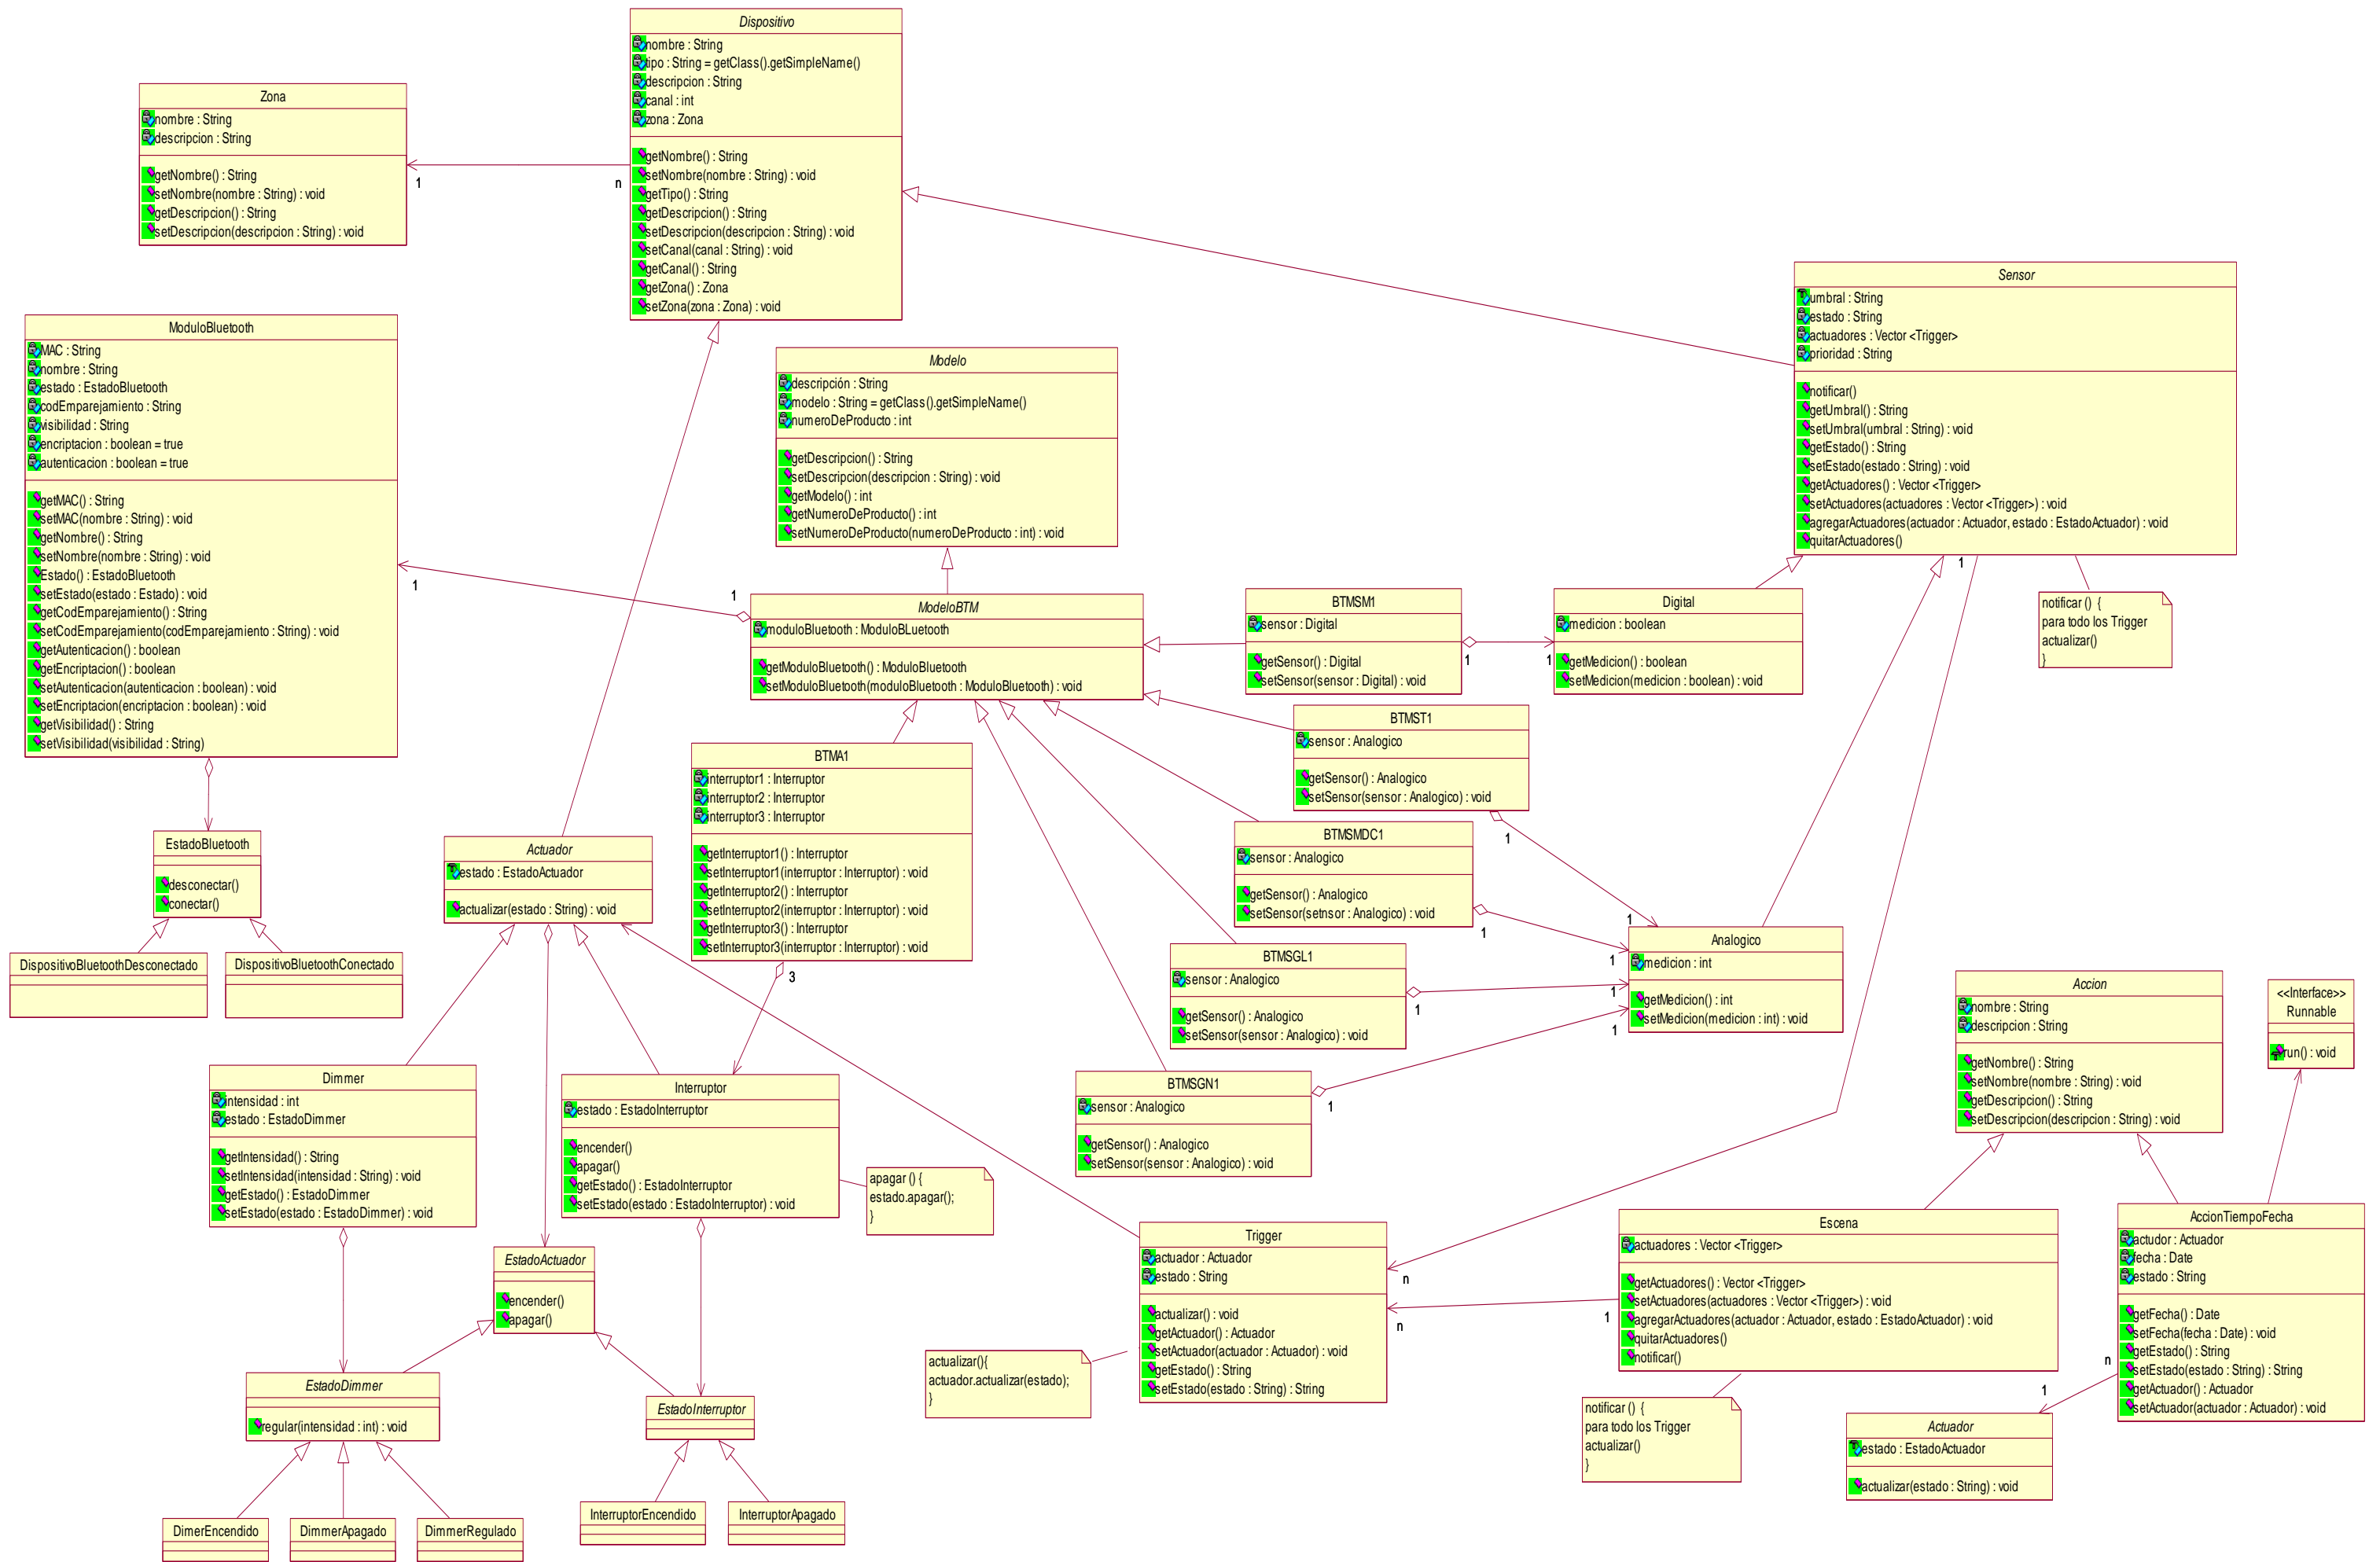 Dispositivo
nombre : String
tipo : String = getClass().getSimpleName()
descripcion : String
canal : int
zona : Zona
getNombre() : String
setNombre(nombre : String) : void
getTipo() : String
getDescripcion() : String
setDescripcion(descripcion : String) : void
setCanal(canal : String) : void
getCanal() : String
getZona() : Zona
setZona(zona : Zona) : void
Zona
nombre : String
descripcion : String
getNombre() : String
setNombre(nombre : String) : void
getDescripcion() : String
setDescripcion(descripcion : String) : void
1
n
Sensor
umbral : String
estado : String
actuadores : Vector <Trigger>
prioridad : String
notificar()
getUmbral() : String
setUmbral(umbral : String) : void
getEstado() : String
setEstado(estado : String) : void
getActuadores() : Vector <Trigger>
setActuadores(actuadores : Vector <Trigger>) : void
agregarActuadores(actuador : Actuador, estado : EstadoActuador) : void
quitarActuadores()
1
notificar () {
para todo los Trigger
actualizar()
}
ModuloBluetooth
MAC : String
nombre : String
estado : EstadoBluetooth
codEmparejamiento : String
visibilidad : String
encriptacion : boolean = true
autenticacion : boolean = true
getMAC() : String
setMAC(nombre : String) : void
getNombre() : String
setNombre(nombre : String) : void
Estado() : EstadoBluetooth
setEstado(estado : Estado) : void
getCodEmparejamiento() : String
setCodEmparejamiento(codEmparejamiento : String) : void
getAutenticacion() : boolean
getEncriptacion() : boolean
setAutenticacion(autenticacion : boolean) : void
setEncriptacion(encriptacion : boolean) : void
getVisibilidad() : String
setVisibilidad(visibilidad : String)
1
1
Modelo
descripción : String
modelo : String = getClass().getSimpleName()
numeroDeProducto : int
getDescripcion() : String
setDescripcion(descripcion : String) : void
getModelo() : int
getNumeroDeProducto() : int
setNumeroDeProducto(numeroDeProducto : int) : void
ModeloBTM
moduloBluetooth : ModuloBLuetooth
getModuloBluetooth() : ModuloBluetooth
setModuloBluetooth(moduloBluetooth : ModuloBluetooth) : void
BTMSM1
sensor : Digital
getSensor() : Digital
setSensor(sensor : Digital) : void
1
1
Digital
medicion : boolean
getMedicion() : boolean
setMedicion(medicion : boolean) : void
BTMST1
sensor : Analogico
getSensor() : Analogico
setSensor(sensor : Analogico) : void
1
1
BTMA1
interruptor1 : Interruptor
interruptor2 : Interruptor
interruptor3 : Interruptor
getInterruptor1() : Interruptor
setInterruptor1(interruptor : Interruptor) : void
getInterruptor2() : Interruptor
setInterruptor2(interruptor : Interruptor) : void
getInterruptor3() : Interruptor
setInterruptor3(interruptor : Interruptor) : void
3
BTMSMDC1
sensor : Analogico
getSensor() : Analogico
setSensor(setnsor : Analogico) : void
1
1
EstadoBluetooth
desconectar()
conectar()
DispositivoBluetoothDesconectado
DispositivoBluetoothConectado
Actuador
estado : EstadoActuador
actualizar(estado : String) : void
BTMSGL1
sensor : Analogico
getSensor() : Analogico
setSensor(sensor : Analogico) : void
1
1
Analogico
medicion : int
getMedicion() : int
setMedicion(medicion : int) : void
BTMSGN1
sensor : Analogico
getSensor() : Analogico
setSensor(sensor : Analogico) : void
1
1
Accion
nombre : String
descripcion : String
getNombre() : String
setNombre(nombre : String) : void
getDescripcion() : String
setDescripcion(descripcion : String) : void
<<Interface>>
Runnable
run() : void
Dimmer
intensidad : int
estado : EstadoDimmer
getIntensidad() : String
setIntensidad(intensidad : String) : void
getEstado() : EstadoDimmer
setEstado(estado : EstadoDimmer) : void
Interruptor
estado : EstadoInterruptor
encender()
apagar()
getEstado() : EstadoInterruptor
setEstado(estado : EstadoInterruptor) : void
apagar () {
estado.apagar();
}
Trigger
actuador : Actuador
estado : String
actualizar() : void
getActuador() : Actuador
setActuador(actuador : Actuador) : void
getEstado() : String
setEstado(estado : String) : String
n
n
1
actualizar(){
actuador.actualizar(estado);
}
Escena
actuadores : Vector <Trigger>
getActuadores() : Vector <Trigger>
setActuadores(actuadores : Vector <Trigger>) : void
agregarActuadores(actuador : Actuador, estado : EstadoActuador) : void
quitarActuadores()
notificar()
notificar () {
para todo los Trigger
actualizar()
}
AccionTiempoFecha
actudor : Actuador
fecha : Date
estado : String
getFecha() : Date
setFecha(fecha : Date) : void
getEstado() : String
setEstado(estado : String) : String
getActuador() : Actuador
setActuador(actuador : Actuador) : void
n
1
Actuador
estado : EstadoActuador
actualizar(estado : String) : void
EstadoActuador
encender()
apagar()
EstadoDimmer
regular(intensidad : int) : void
EstadoInterruptor
DimerEncendido
DimmerApagado
DimmerRegulado
InterruptorEncendido
InterruptorApagado